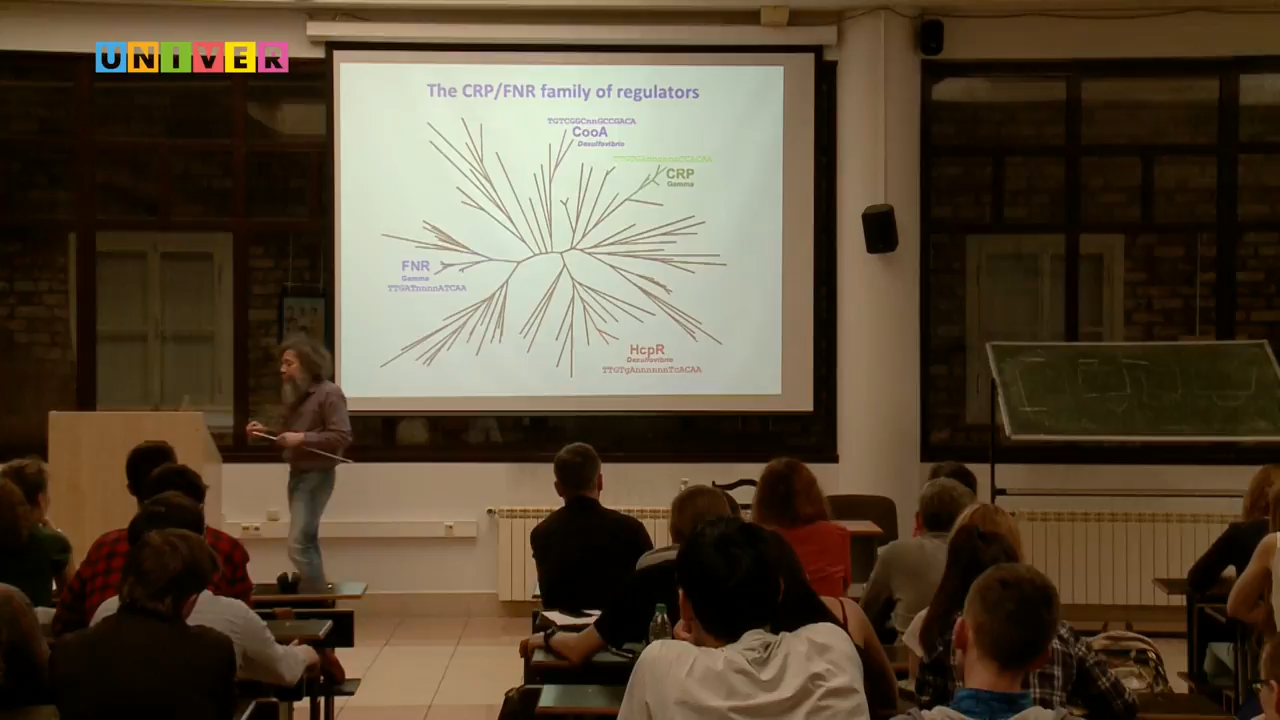 UNIVER
The CRP/FNR family of regulators
TGTCGGCnnGCCGACA
CooA
Desulfovibrio
CRP
Gamma
FNR
Gamma
TTGATnnnnATCAA
HcpR
Desulfovibrio
TTGTgAnnnnnnTcACAA